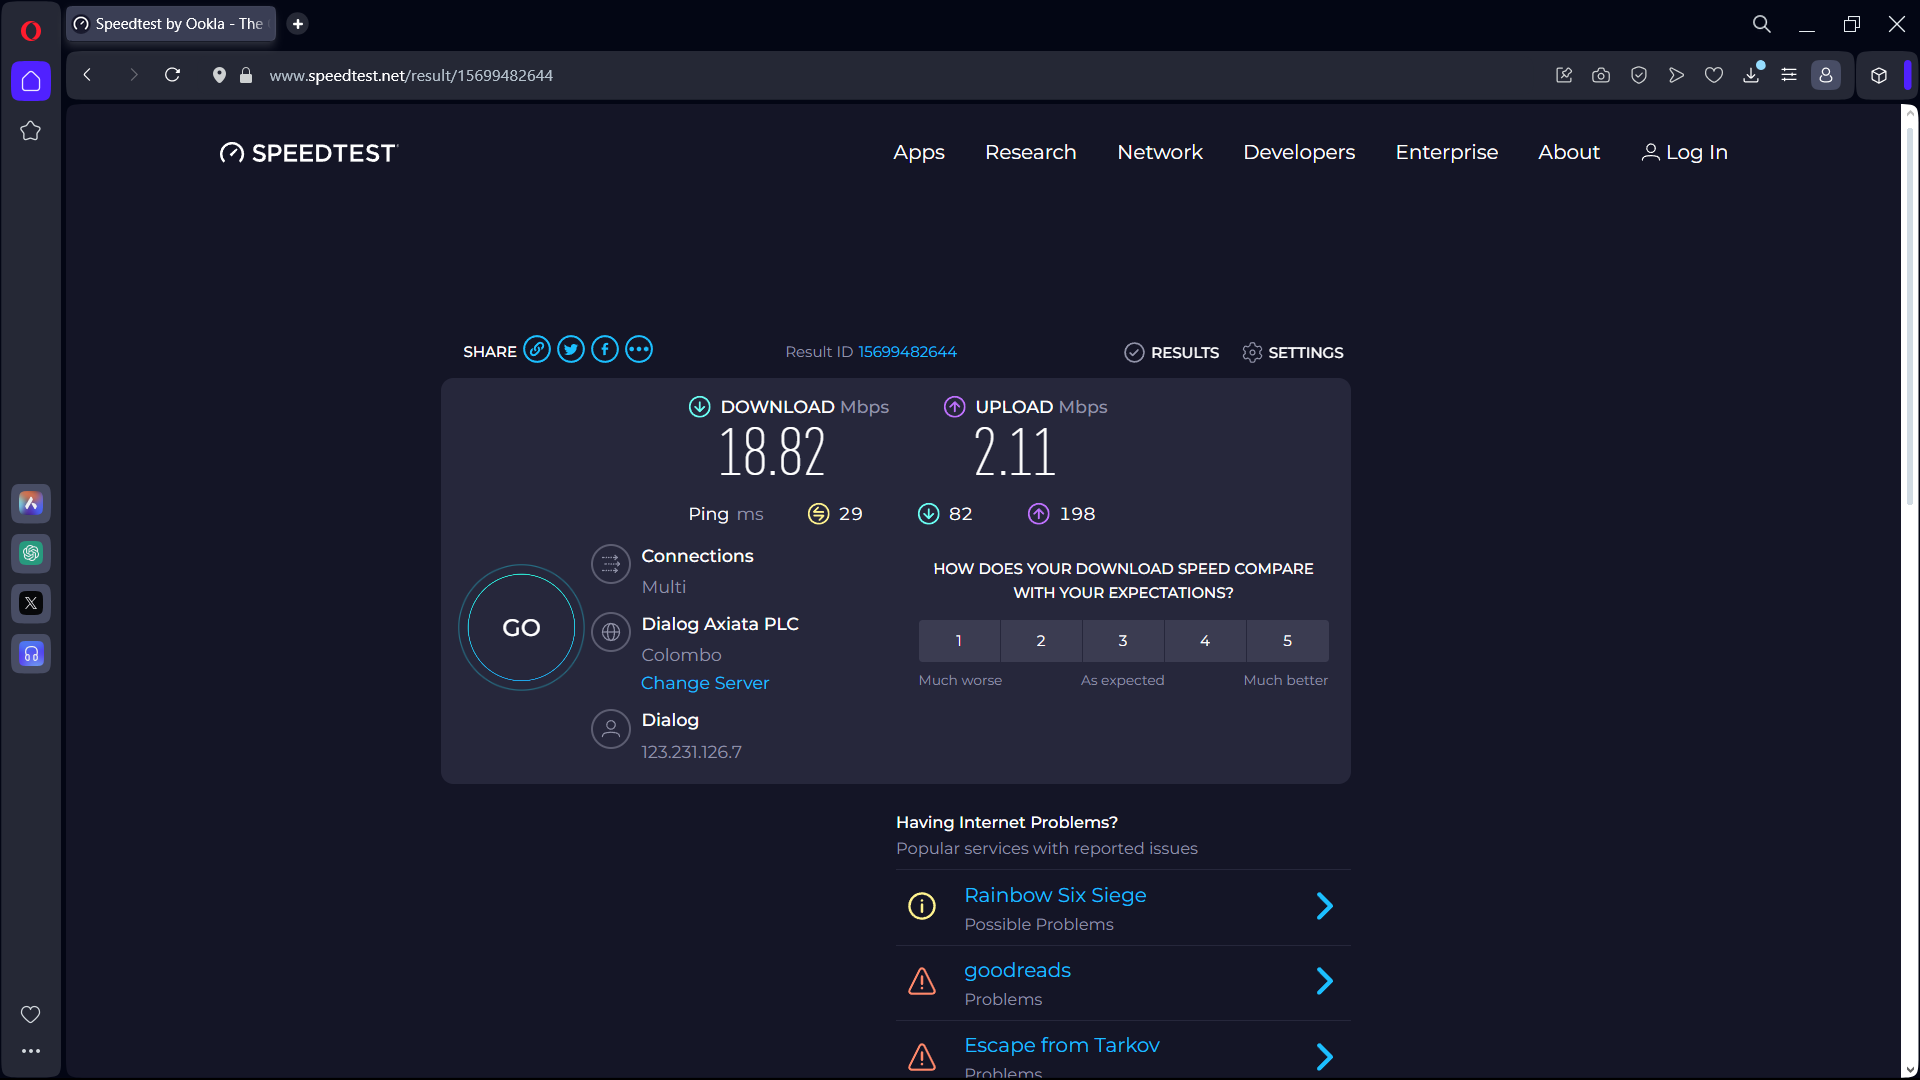 Speedtest by Ookla - The
www.speedtest.net/result/15699482644
SPEEDTEST
Apps
Research
Network
Developers
Enterprise
About
Log In
SHARE
Result ID 15699482644
RESULTS
SETTINGS
DOWNLOAD Mbps
18.82
UPLOAD Mbps
2.11
Ping ms
29
82
198
GO
Connections
Multi
Dialog Axiata PLC
Colombo
Change Server
Dialog
123.231.126.7
HOW DOES YOUR DOWNLOAD SPEED COMPARE
WITH YOUR EXPECTATIONS?
1
2
3
4
5
Much worse
As expected
Much better
Having Internet Problems?
Popular services with reported issues
Rainbow Six Siege
Possible Problems
goodreads
Problems
Escape from Tarkov
Problems